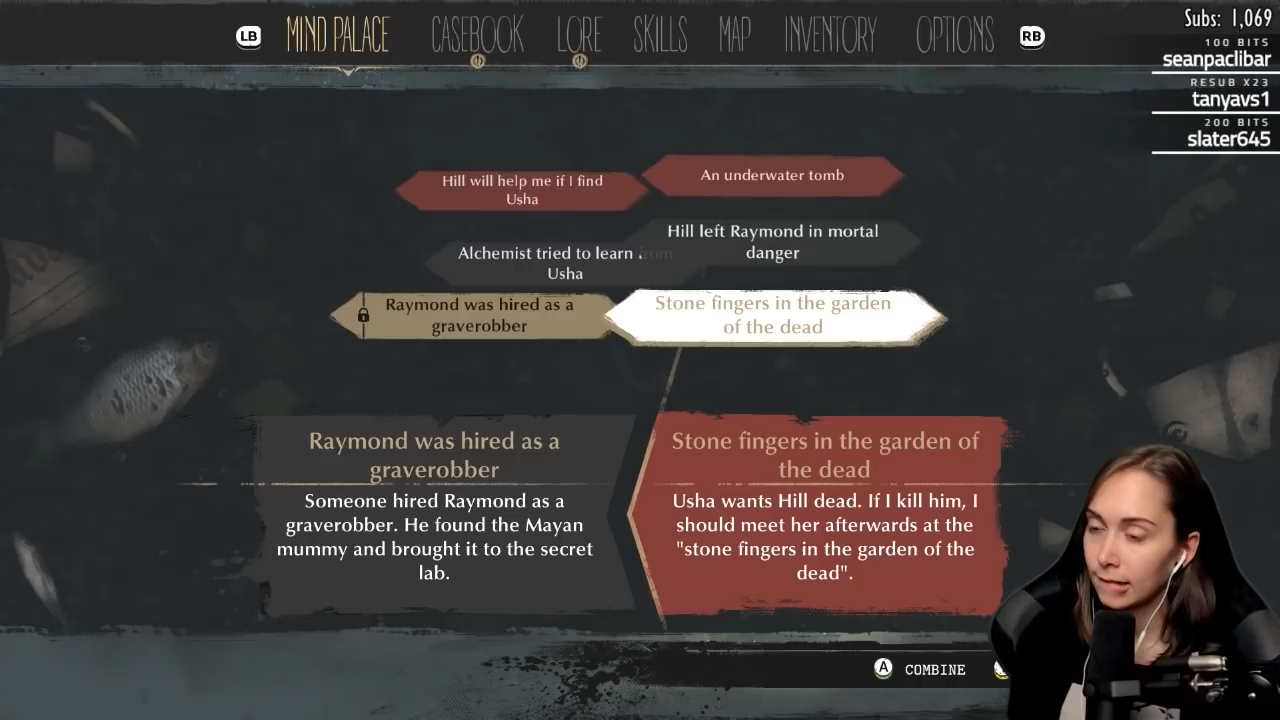 LB
MIND PALACE
CASEBOOK
LORE
SKILLS
MAP
INVENTORY
OPTIONS
RB
Subs: 1,069
100 BITS
seanpaclibar
RESUB X23
tanyavs1
200 BITS
slater645
Hill will help me if I find
Usha
An underwater tomb
Alchemist tried to learn from
Usha
Hill left Raymond in mortal
danger
Raymond was hired as a
graverobber
Stone fingers in the garden
of the dead
Raymond was hired as a
graverobber
Someone hired Raymond as a
graverobber. He found the Mayan
mummy and brought it to the secret
lab.
Stone fingers in the garden of
the dead
Usha wants Hill dead. If I kill him, I
should meet her afterwards at the
"stone fingers in the garden of the
dead".
A COMBINE